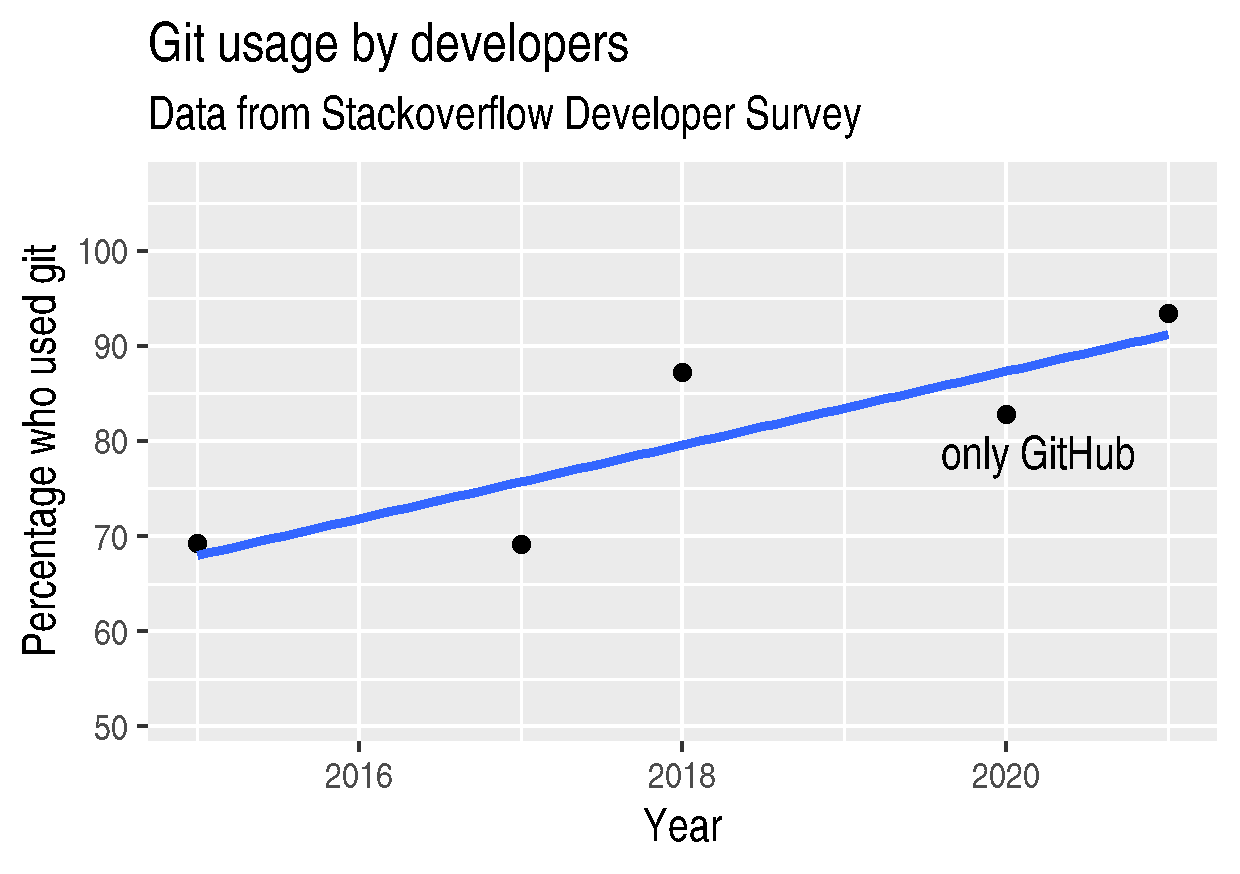 Git usage by developers
Data from Stackoverflow Developer Survey
Percentage who used git
100
90
80
70
60
50
only GitHub
2016 2018 2020
Year